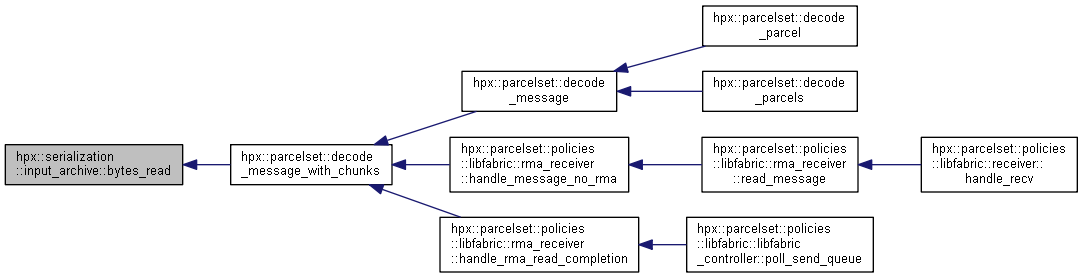 hpx::serialization
::input_archive::bytes_read
hpx::parcelset::decode
_message_with_chunks
hpx::parcelset::decode
_message
hpx::parcelset::decode
_parcel
hpx::parcelset::decode
_parcels
hpx::parcelset::policies
::libfabric::rma_receiver
::handle_message_no_rma
hpx::parcelset::policies
::libfabric::rma_receiver
::read_message
hpx::parcelset::policies
::libfabric::receiver::
handle_recv
hpx::parcelset::policies
::libfabric::rma_receiver
::handle_rma_read_completion
hpx::parcelset::policies
::libfabric::libfabric
_controller::poll_send_queue